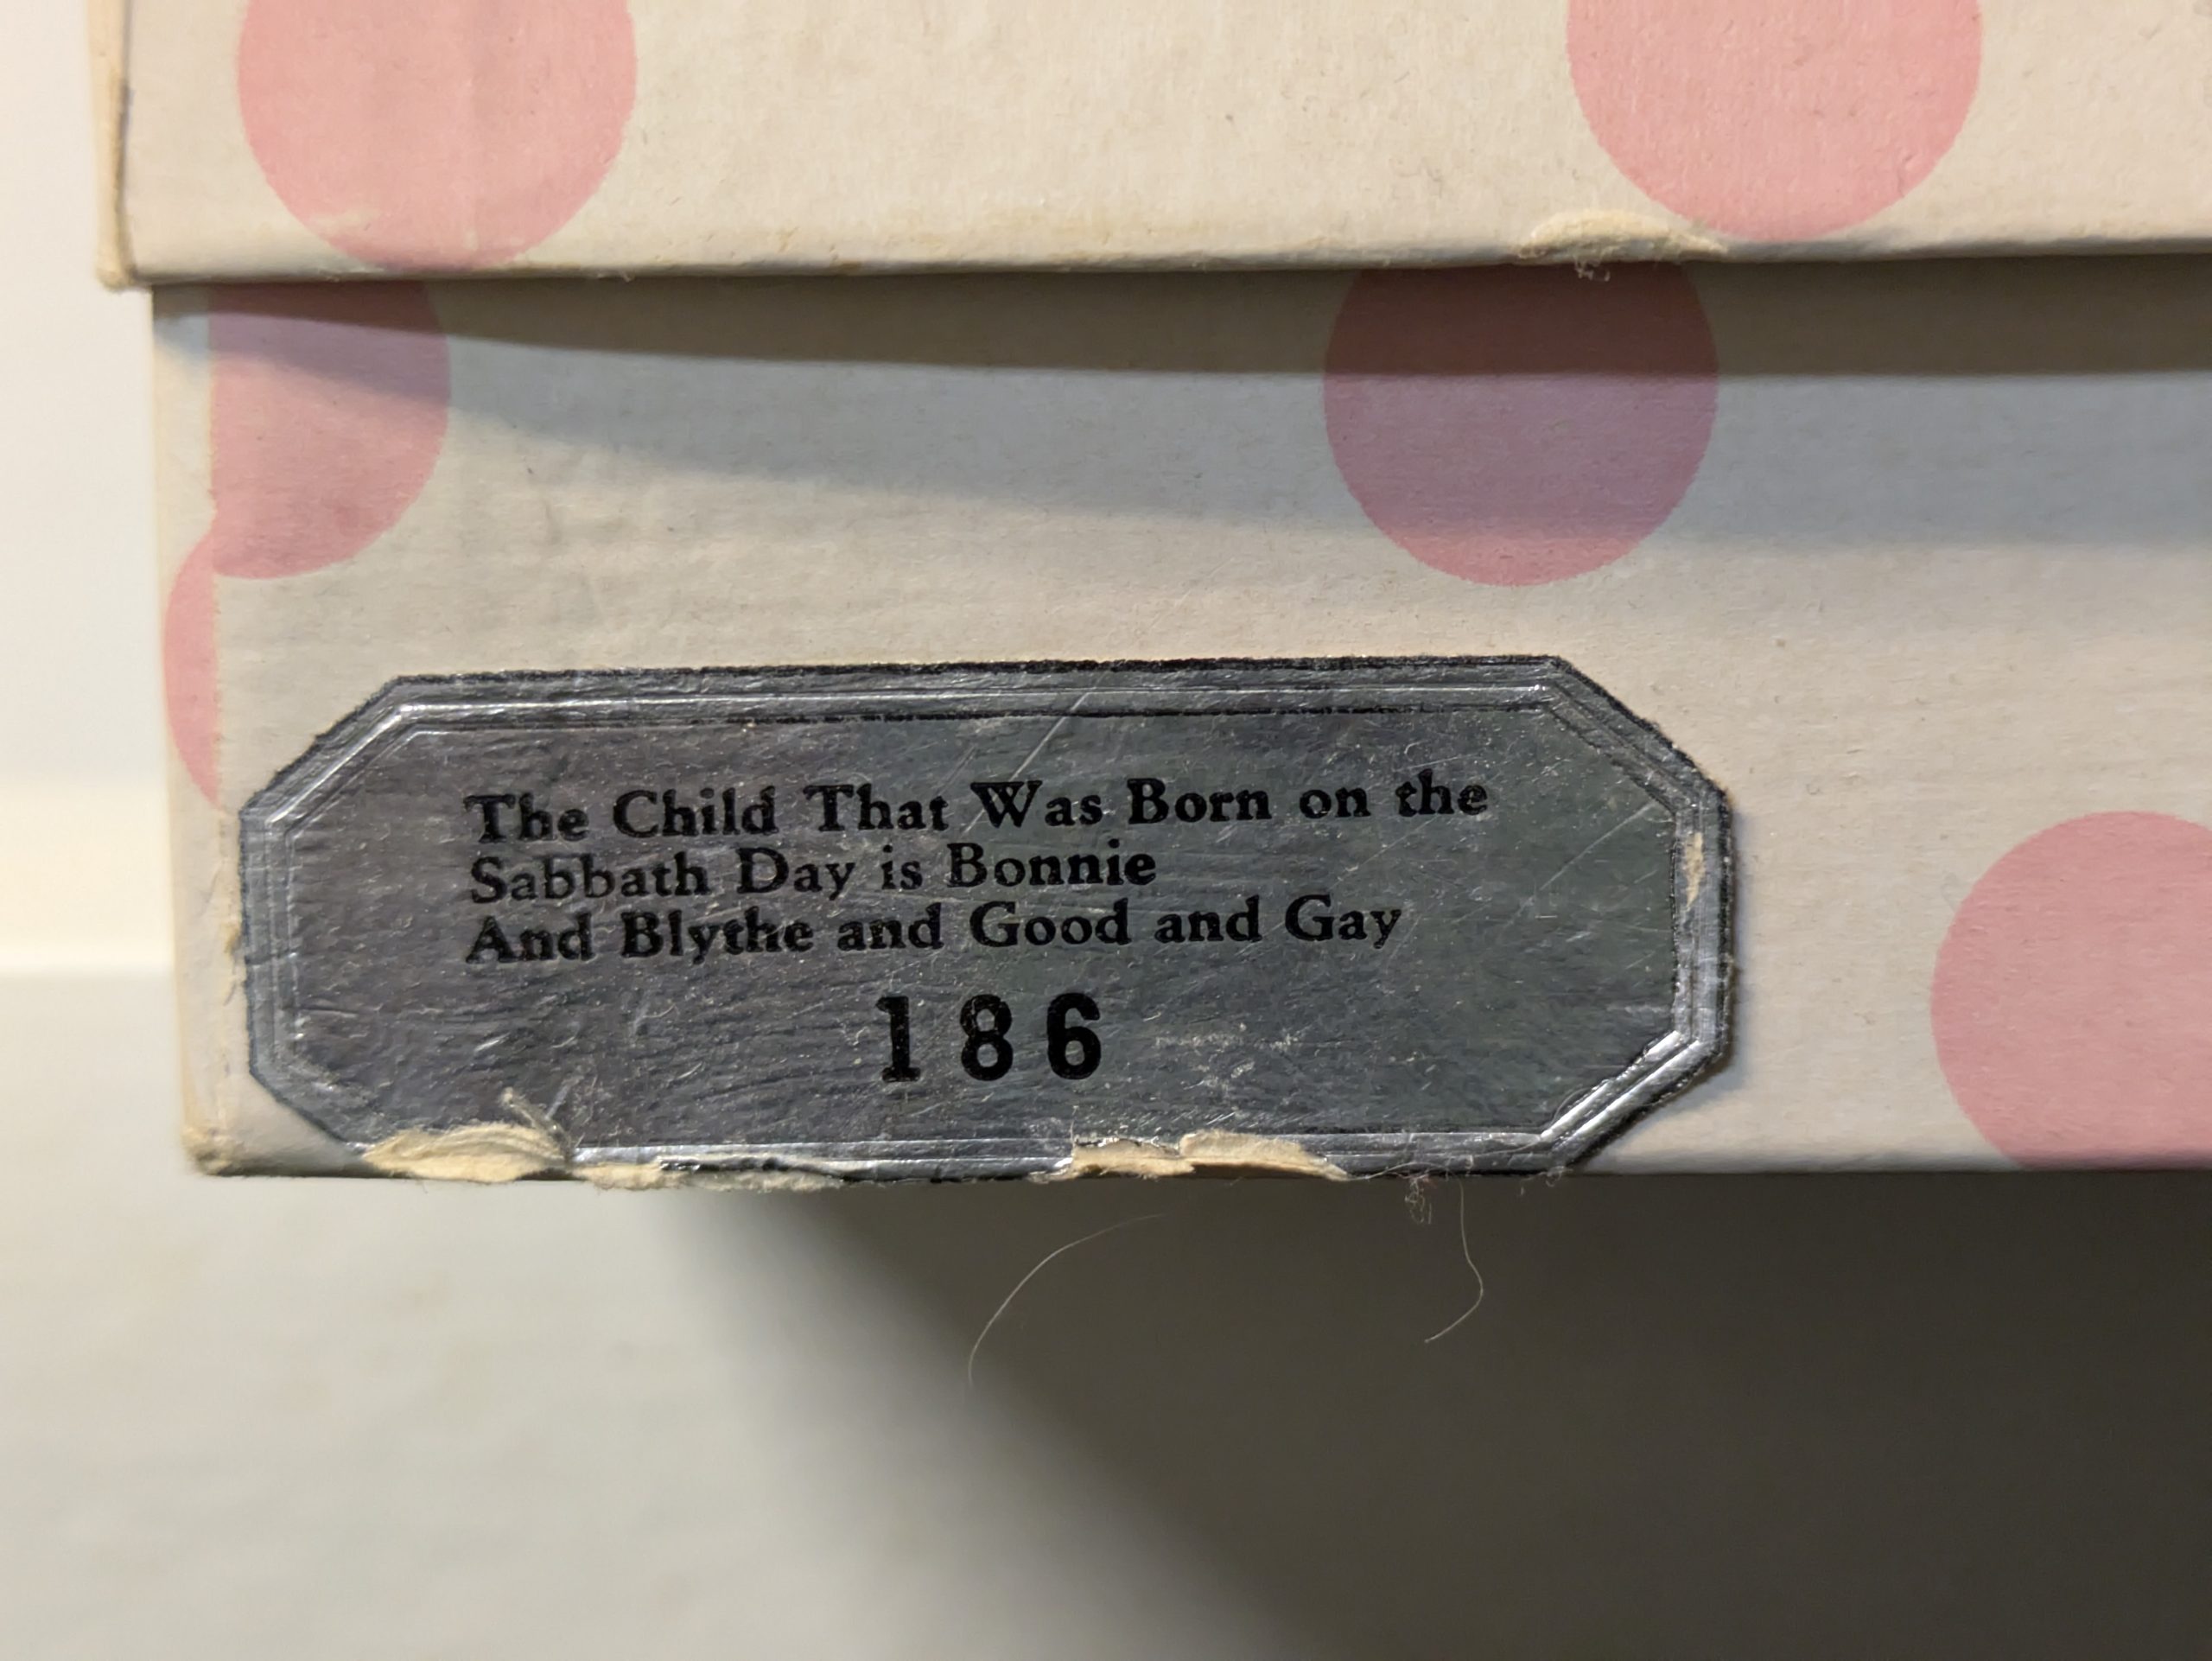 The Child That Was Born on the
Sabbath Day is Bonnie
And Blythe and Good and Gay
186